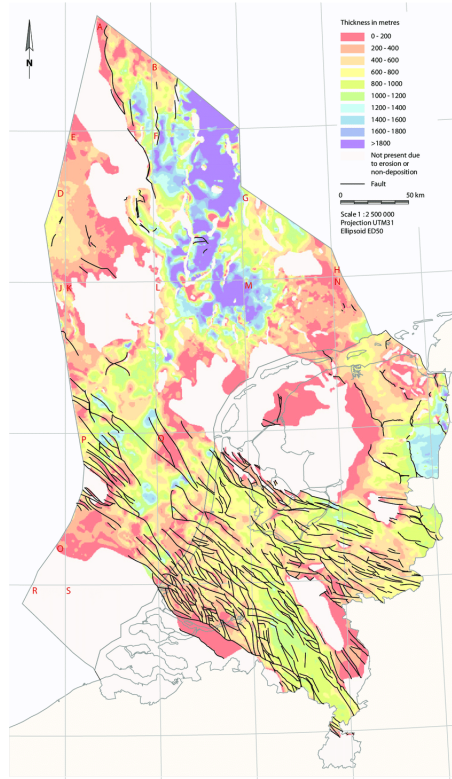 Thickness in metres
0 - 200
200 - 400
400 - 600
600 - 800
800 - 1000
1000 - 1200
1200 - 1400
1400 - 1600
1600 - 1800
>1800
Not present due
to erosion or
non-deposition
Fault
0 50 km
Scale 1 : 2 500 000
Projection UTM31
Ellipsoid ED50
N
A
B
E
F
D
G
H
J K
L
M
N
P
Q
O
R S